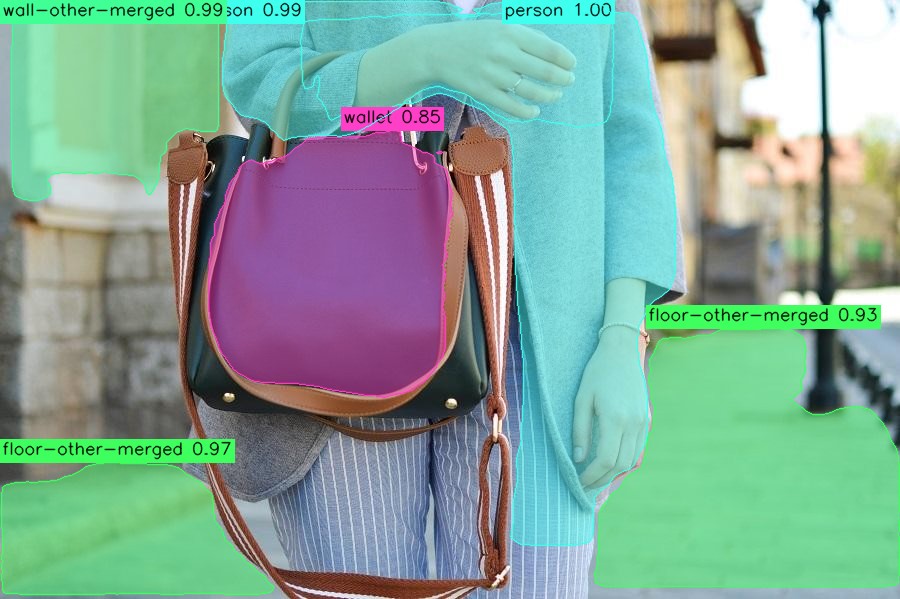 wall-other-merged 0.99
son 0.99
person 1.00
wallet 0.85
floor-other-merged 0.93
floor-other-merged 0.97